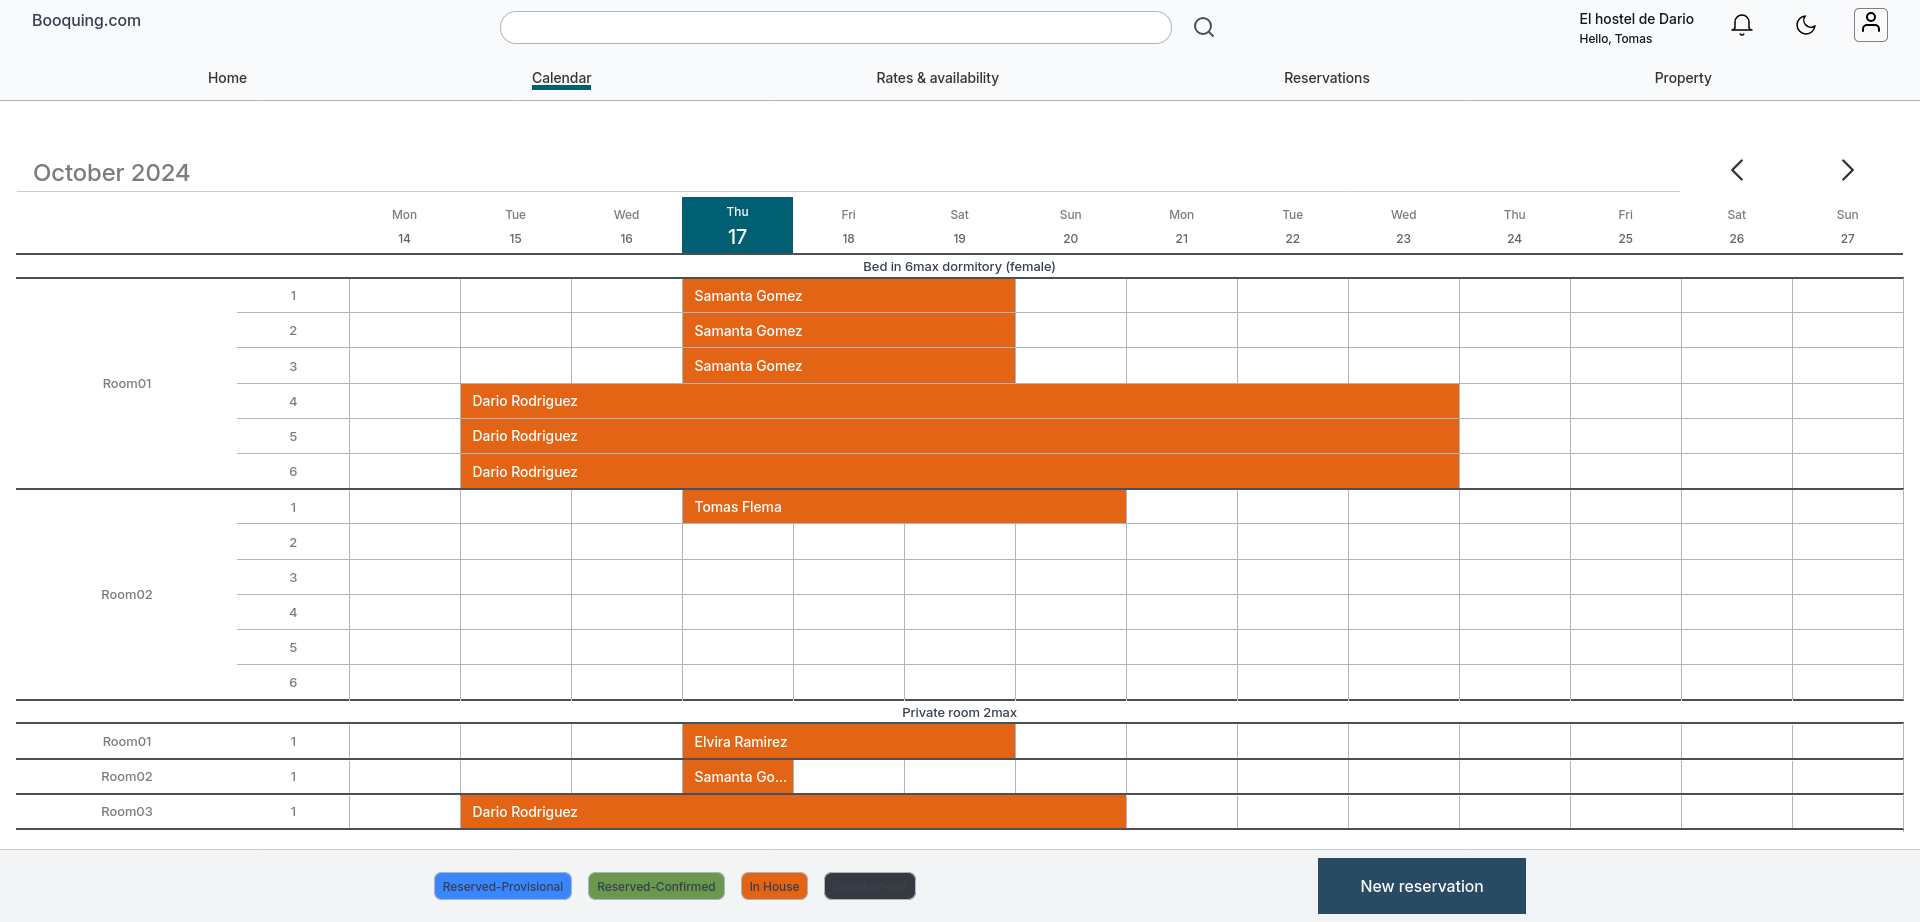 Booquing.com
El hostel de Dario
Hello, Tomas
Home Calendar Rates & availability Reservations Property
October 2024
Mon Tue Wed Thu Fri Sat Sun Mon Tue Wed Thu Fri Sat Sun
14 15 16 17 18 19 20 21 22 23 24 25 26 27
Bed in 6max dormitory (female)
Room01
1 Samanta Gomez
2 Samanta Gomez
3 Samanta Gomez
4 Dario Rodriguez
5 Dario Rodriguez
6 Dario Rodriguez
Room02
1 Tomas Flema
2
3
4
5
6
Private room 2max
Room01 1 Elvira Ramirez
Room02 1 Samanta Go...
Room03 1 Dario Rodriguez
Reserved-Provisional Reserved-Confirmed In House New reservation